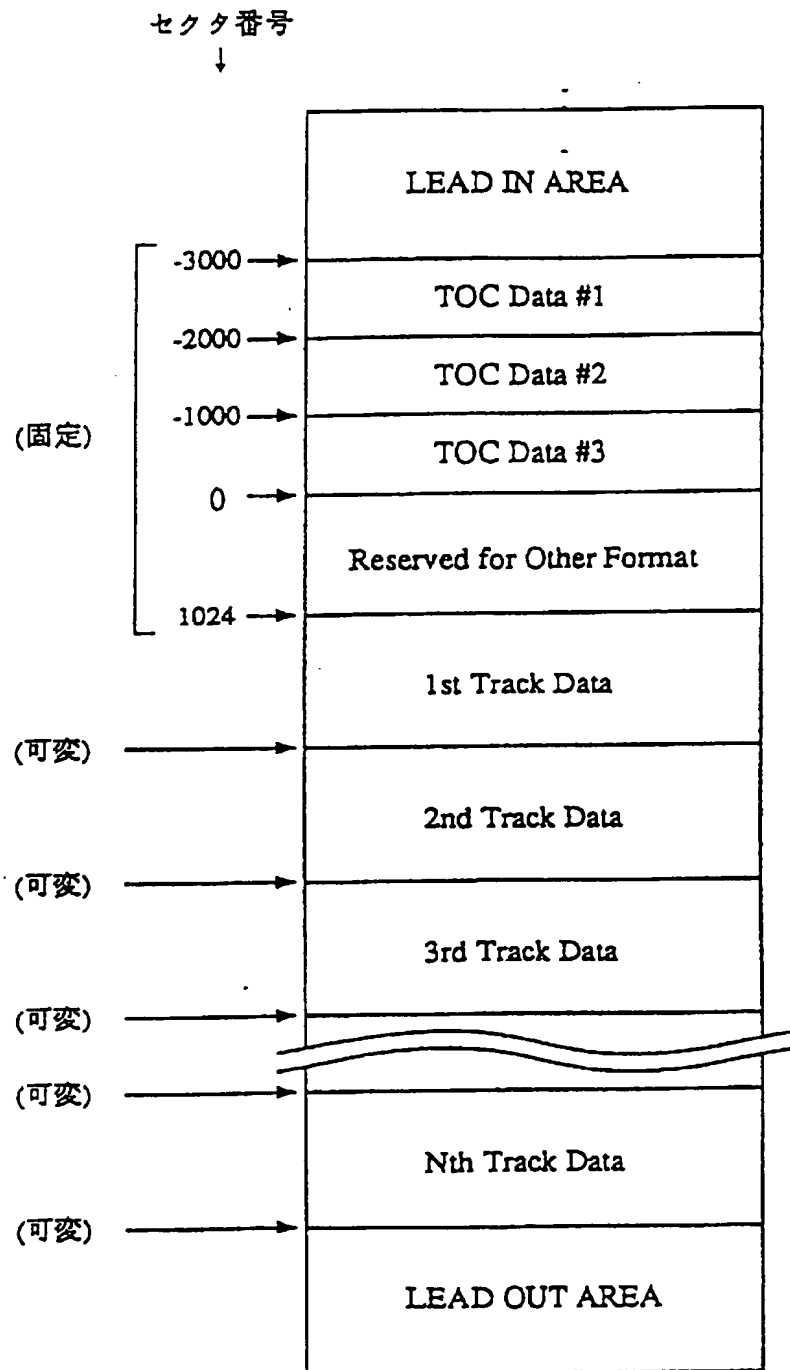 セクタ番号
↓
LEAD IN AREA
-3000
TOC Data #1
-2000
TOC Data #2
(固定)
-1000
TOC Data #3
0
Reserved for Other Format
1024
1st Track Data
(可変)
2nd Track Data
(可変)
3rd Track Data
(可変)
(可変)
Nth Track Data
(可変)
LEAD OUT AREA